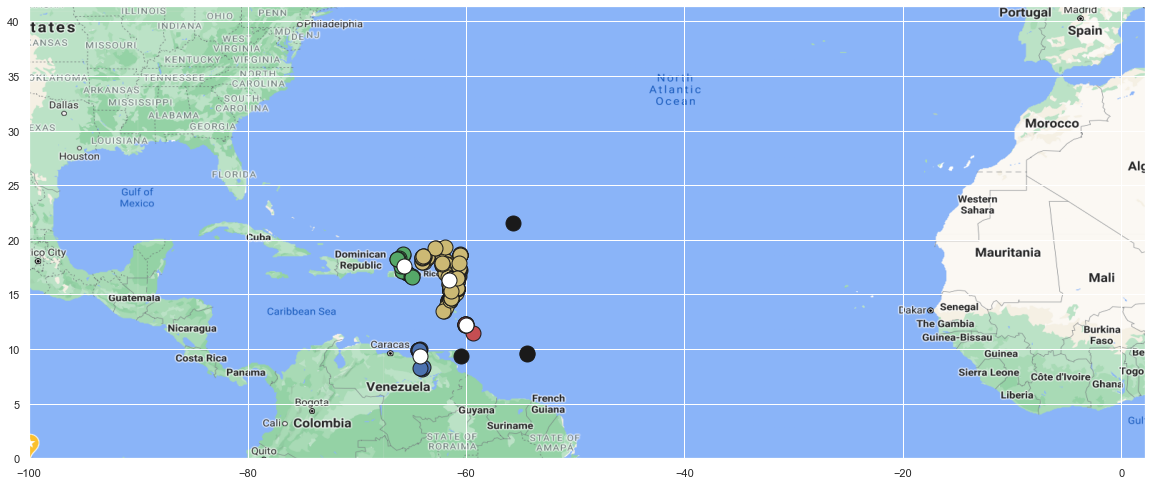 ILLINOIS
OHIO
PENN
tates
INDIANA
Philadelphia
KANSAS
MISSOURI
WEST
VIRGINIA
MD
DE
NJ
KENTUCKY
VIRGINIA
OKLAHOMA
TENNESSEE
NORTH
CAROLINA
ARKANSAS
Dallas
MISSISSIPPI
SOUTH
CAROLINA
ALABAMA
TEXAS
GEORGIA
LOUISIANA
Houston
FLORIDA
Gulf of
Mexico
North
Atlantic
Ocean
Portugal
Madrid
Spain
Morocco
Alg
Western
Sahara
Mauritania
Mali
Cuba
ico City
Dominican
Republic
Rico
Guatemala
Caribbean Sea
Nicaragua
Costa Rica
Panama
Caracas
Venezuela
Bogota
Cali
Colombia
Quito
Guyana
French
Guiana
Suriname
STATE OF
RORAIMA
STATE OF
AMAPA
Dakar
Senegal
The Gambia
Guinea-Bissau
Burkina
Faso
Guinea
Be
Sierra Leone
Côte d'Ivoire
Togo
Ghana
Liberia
Gulf
40
35
30
25
20
15
10
5
0
−100
−80
−60
−40
−20
0